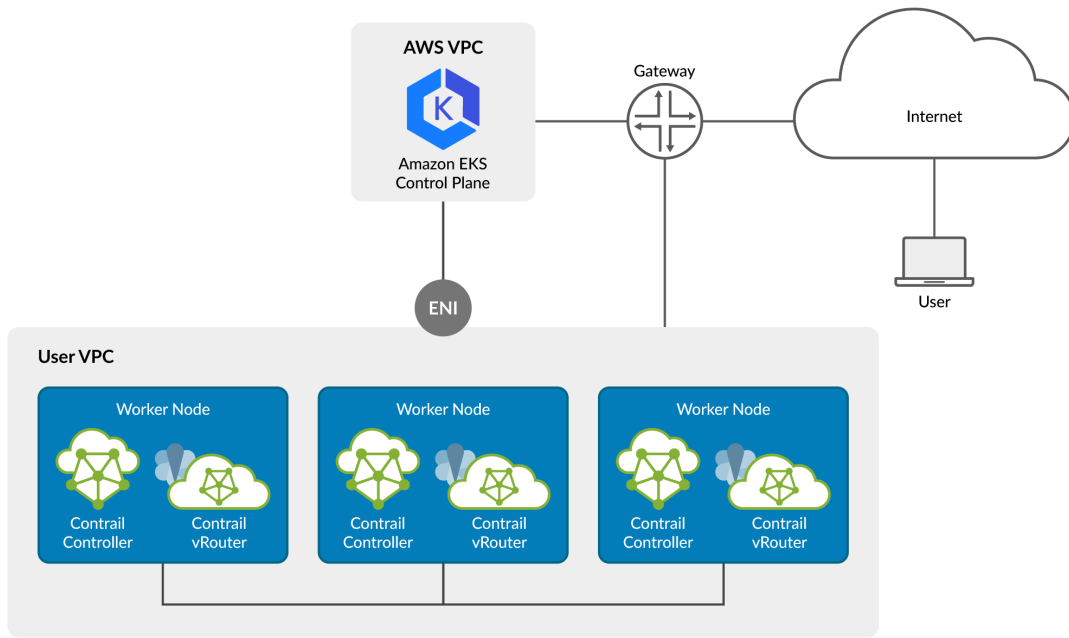 AWS VPC
K
Amazon EKS
Control Plane
Gateway
Internet
User
ENI
User VPC
Worker Node
Contrail
Controller
Contrail
vRouter
Worker Node
Contrail
Controller
Contrail
vRouter
Worker Node
Contrail
Controller
Contrail
vRouter